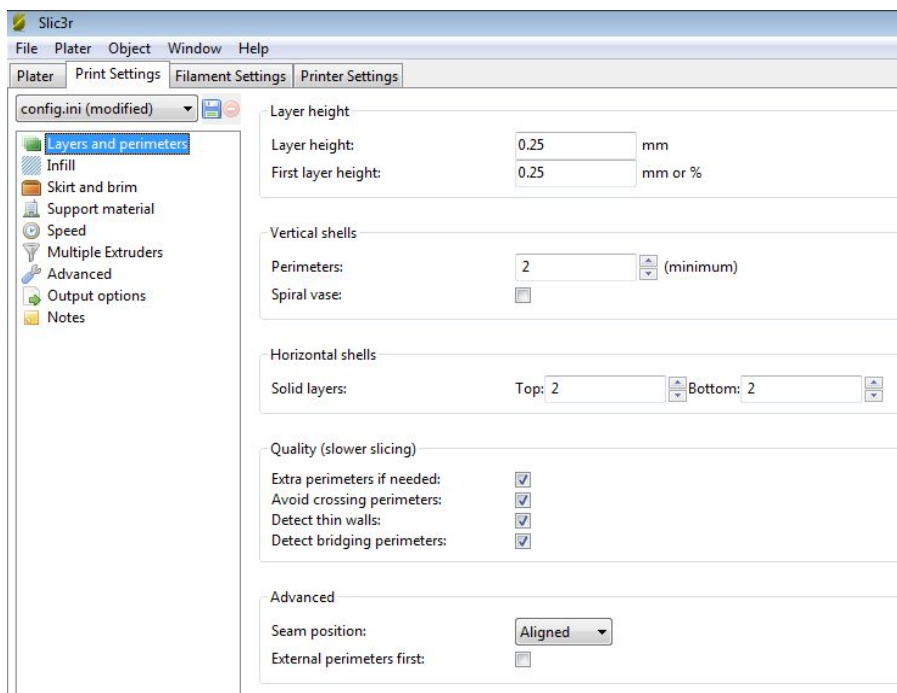 Slic3r
File Plater Object Window Help
Plater Print Settings Filament Settings Printer Settings
config.ini (modified)
Layers and perimeters
Infill
Skirt and brim
Support material
Speed
Multiple Extruders
Advanced
Output options
Notes
Layer height
Layer height: 0.25 mm
First layer height: 0.25 mm or %
Vertical shells
Perimeters: 2 (minimum)
Spiral vase:
Horizontal shells
Solid layers: Top: 2 Bottom: 2
Quality (slower slicing)
Extra perimeters if needed:
Avoid crossing perimeters:
Detect thin walls:
Detect bridging perimeters:
Advanced
Seam position: Aligned
External perimeters first: